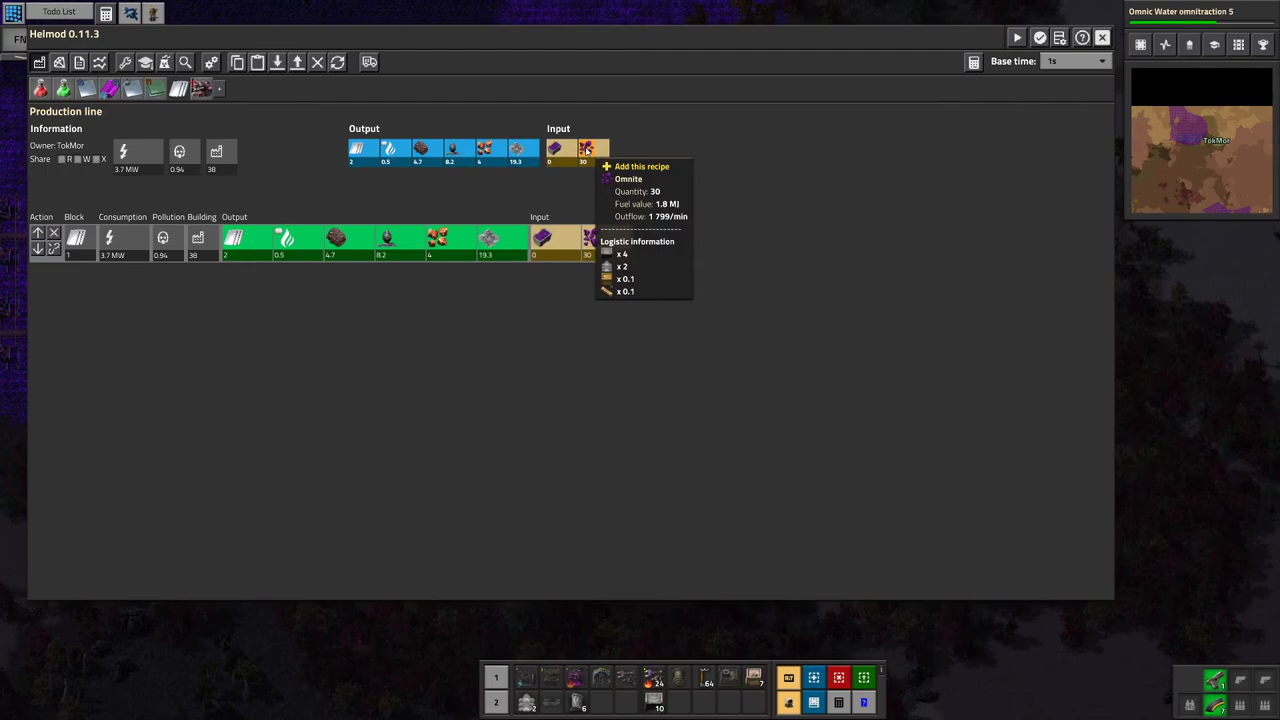 Todo List
Omnic Water omnitraction 5
FN
Helmod 0.11.3
Base time: 1s
Production line
Information
Output
Input
Owner: TokMor
Share R W X
3.7 MW 0.94 38
2 0.5 4.7 8.2 4 19.3 0 30
TokMor
Add this recipe
Omnite
Quantity: 30
Fuel value: 1.8 MJ
Outflow: 1 799/min
Logistic information
x 4
x 2
x 0.1
x 0.1
Action Block Consumption Pollution Building Output Input
1 3.7 MW 0.94 38 2 0.5 4.7 8.2 4 19.3 0 30
1 24 64 7 ALT
2 2 6 10
1
7